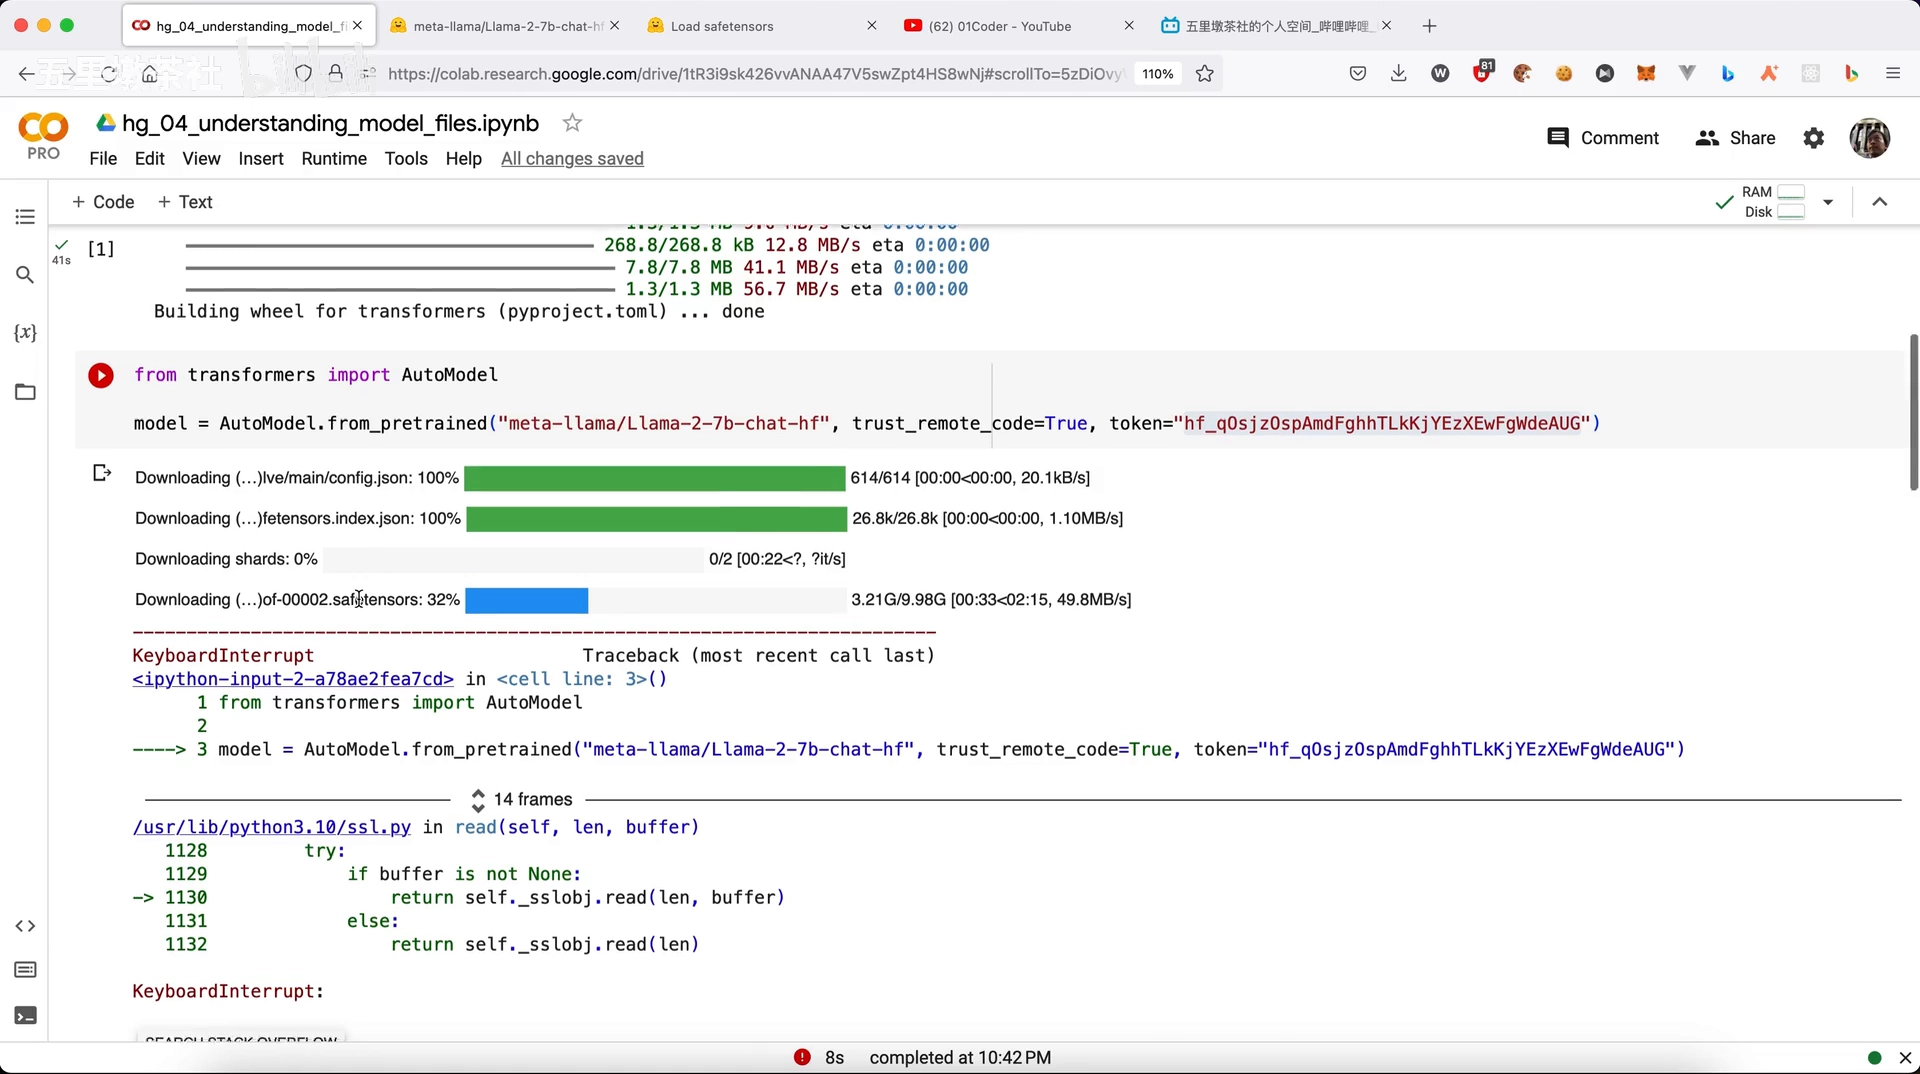 hg_04_understanding_model_fi
meta-llama/Llama-2-7b-chat-hf
Load safetensors
(62) 01Coder - YouTube
五里墩茶社的个人空间_哔哩哔哩_
五里墩茶社 bilibili
https://colab.research.google.com/drive/1tR3i9sk426vvANAA47V5swZpt4HS8wNj#scrollTo=5zDiOvy
110%
81
PRO
hg_04_understanding_model_files.ipynb
File Edit View Insert Runtime Tools Help All changes saved
Comment
Share
+ Code + Text
RAM
Disk
41s
[1]
268.8/268.8 kB 12.8 MB/s eta 0:00:00
7.8/7.8 MB 41.1 MB/s eta 0:00:00
1.3/1.3 MB 56.7 MB/s eta 0:00:00
Building wheel for transformers (pyproject.toml) ... done
{x}
from transformers import AutoModel
model = AutoModel.from_pretrained("meta-llama/Llama-2-7b-chat-hf", trust_remote_code=True, token="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")
Downloading (…)lve/main/config.json: 100% 614/614 [00:00<00:00, 20.1kB/s]
Downloading (…)fetensors.index.json: 100% 26.8k/26.8k [00:00<00:00, 1.10MB/s]
Downloading shards: 0% 0/2 [00:22<?, ?it/s]
Downloading (…)of-00002.safetensors: 32% 3.21G/9.98G [00:33<02:15, 49.8MB/s]
---------------------------------------------------------------------------
KeyboardInterrupt Traceback (most recent call last)
<ipython-input-2-a78ae2fea7cd> in <cell line: 3>()
1 from transformers import AutoModel
2
----> 3 model = AutoModel.from_pretrained("meta-llama/Llama-2-7b-chat-hf", trust_remote_code=True, token="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")
14 frames
/usr/lib/python3.10/ssl.py in read(self, len, buffer)
1128 try:
1129 if buffer is not None:
-> 1130 return self._sslobj.read(len, buffer)
1131 else:
1132 return self._sslobj.read(len)
KeyboardInterrupt:
SEARCH STACK OVERFLOW
8s completed at 10:42 PM